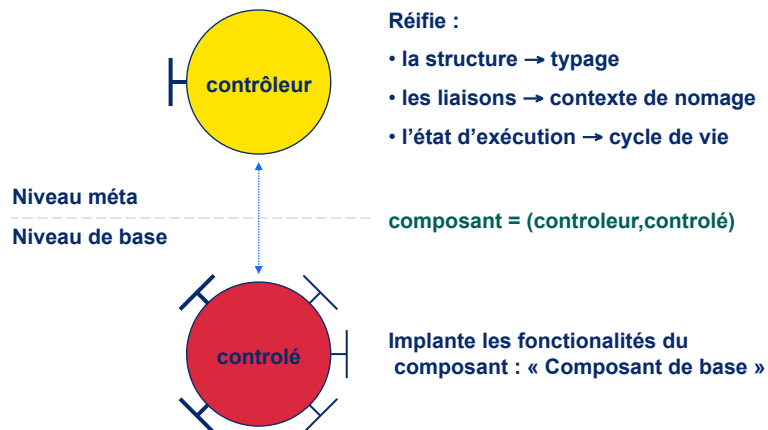 Réifie :
contrôleur
• la structure → typage
• les liaisons → contexte de nomage
• l’état d’exécution → cycle de vie
Niveau méta
composant = (controleur,controlé)
Niveau de base
controlé
Implante les fonctionalités du
composant : « Composant de base »